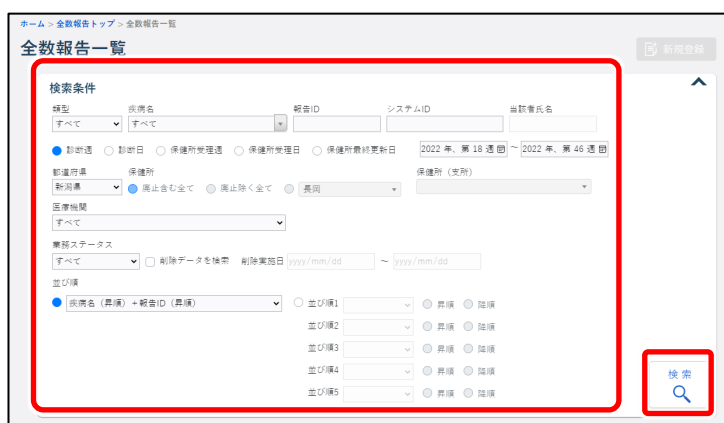 ホーム > 全数報告トップ > 全数報告一覧
全数報告一覧
新規登録
検索条件
類型 疾病名 報告ID システムID 当該者氏名
すべて すべて
診断週 診断日 保健所受理週 保健所受理日 保健所最終更新日 2022 年、第 18 週 ~ 2022 年、第 46 週
都道府県 保健所 保健所（支所）
新潟県 廃止含む全て 廃止除く全て 長岡
医療機関
すべて
業務ステータス
すべて 削除データを検索 削除実施日 yyyy/mm/dd ~ yyyy/mm/dd
並び順
疾病名（昇順）+報告ID（昇順） 並び順1 昇順 降順
並び順2 昇順 降順
並び順3 昇順 降順
並び順4 昇順 降順
並び順5 昇順 降順
検索